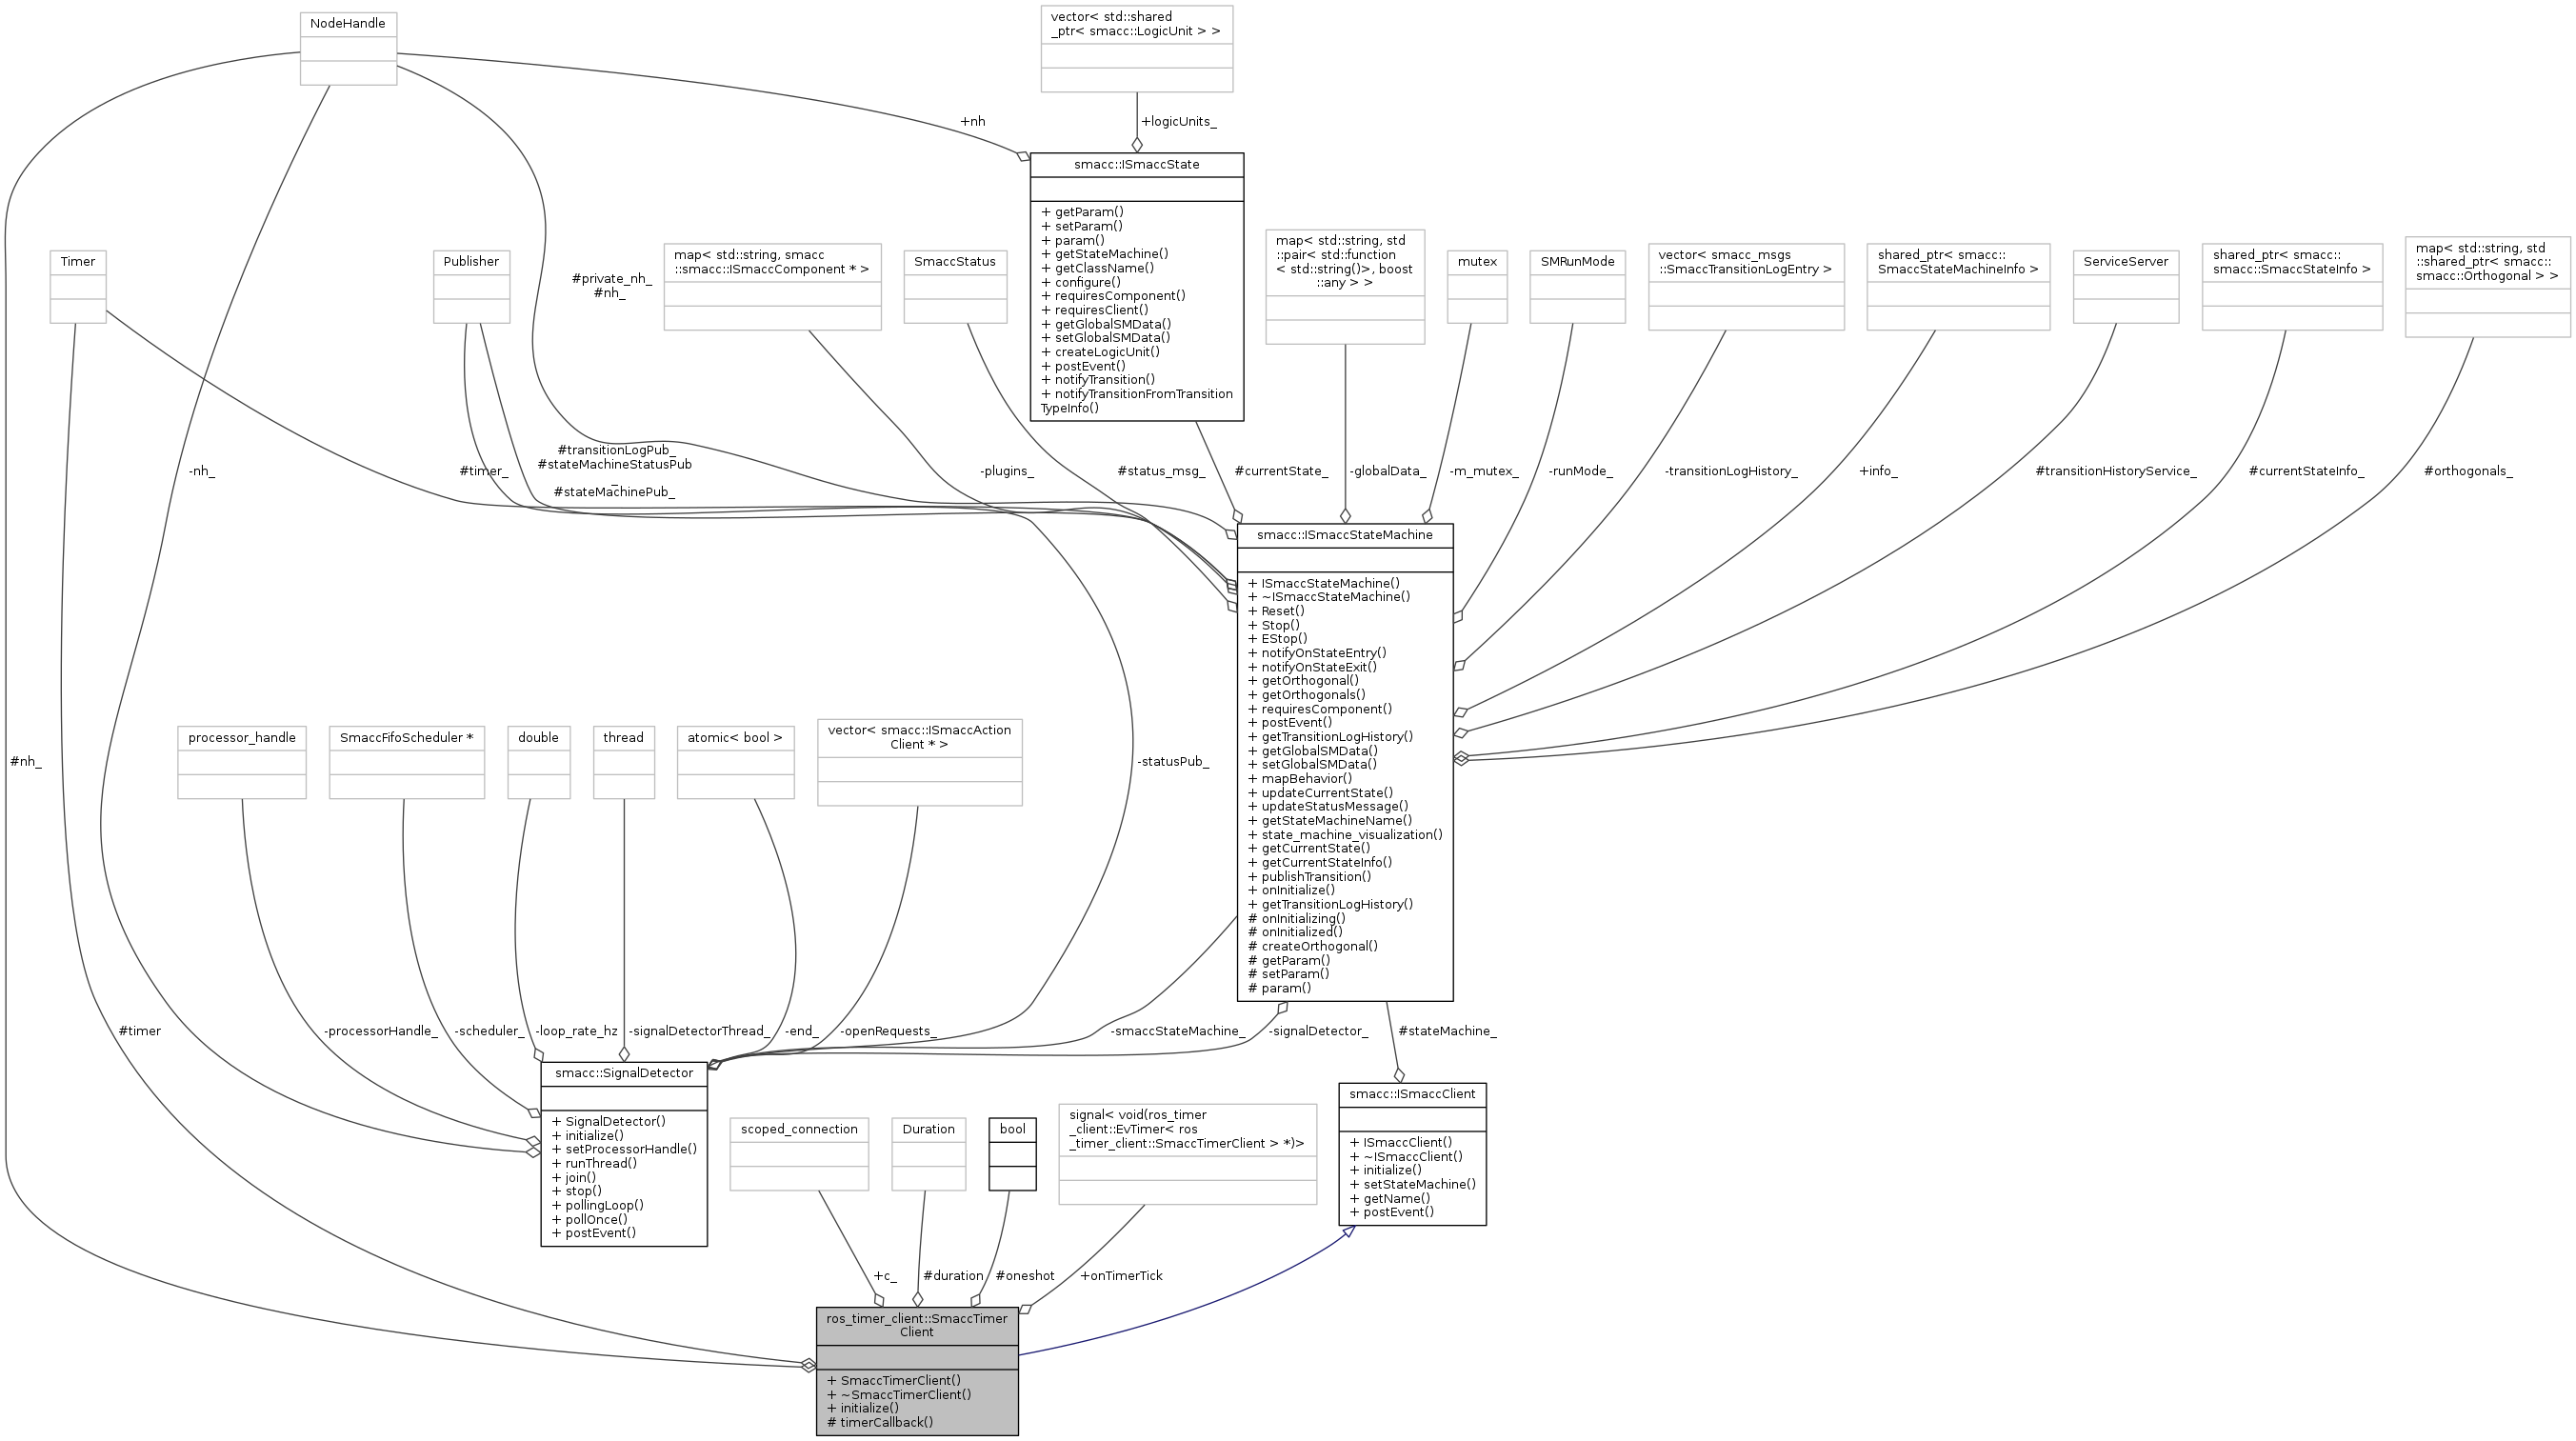 NodeHandle
vector< std::shared
_ptr< smacc::LogicUnit > >
+nh
+logicUnits_
smacc::ISmaccState
+ getParam()
+ setParam()
+ param()
+ getStateMachine()
+ getClassName()
+ configure()
+ requiresComponent()
+ requiresClient()
+ getGlobalSMData()
+ setGlobalSMData()
+ createLogicUnit()
+ postEvent()
+ notifyTransition()
+ notifyTransitionFromTransition
TypeInfo()
Timer
Publisher
#private_nh_
#nh_
map< std::string, smacc
::smacc::ISmaccComponent * >
SmaccStatus
map< std::string, std
::pair< std::function
< std::string()>, boost
::any > >
mutex
SMRunMode
vector< smacc_msgs
::SmaccTransitionLogEntry >
shared_ptr< smacc::
SmaccStateMachineInfo >
ServiceServer
shared_ptr< smacc::
smacc::SmaccStateInfo >
map< std::string, std
::shared_ptr< smacc::
smacc::Orthogonal > >
-nh_
#timer_
#transitionLogPub_
#stateMachineStatusPub
_
#stateMachinePub_
-plugins_
#status_msg_
#currentState_
-globalData_
-m_mutex_
-runMode_
-transitionLogHistory_
+info_
#transitionHistoryService_
#currentStateInfo_
#orthogonals_
smacc::ISmaccStateMachine
+ ISmaccStateMachine()
+ ~ISmaccStateMachine()
+ Reset()
+ Stop()
+ EStop()
+ notifyOnStateEntry()
+ notifyOnStateExit()
+ getOrthogonal()
+ getOrthogonals()
+ requiresComponent()
+ postEvent()
+ getTransitionLogHistory()
+ getGlobalSMData()
+ setGlobalSMData()
+ mapBehavior()
+ updateCurrentState()
+ updateStatusMessage()
+ getStateMachineName()
+ state_machine_visualization()
+ getCurrentState()
+ getCurrentStateInfo()
+ publishTransition()
+ onInitialize()
+ getTransitionLogHistory()
# onInitializing()
# onInitialized()
# createOrthogonal()
# getParam()
# setParam()
# param()
#nh_
processor_handle
SmaccFifoScheduler *
double
thread
atomic< bool >
vector< smacc::ISmaccAction
Client * >
-statusPub_
#timer
-processorHandle_
-scheduler_
-loop_rate_hz
-signalDetectorThread_
-end_
-openRequests_
-smaccStateMachine_
-signalDetector_
#stateMachine_
smacc::SignalDetector
+ SignalDetector()
+ initialize()
+ setProcessorHandle()
+ runThread()
+ join()
+ stop()
+ pollingLoop()
+ pollOnce()
+ postEvent()
scoped_connection
Duration
bool
signal< void(ros_timer
_client::EvTimer< ros
_timer_client::SmaccTimerClient > *)>
smacc::ISmaccClient
+ ISmaccClient()
+ ~ISmaccClient()
+ initialize()
+ setStateMachine()
+ getName()
+ postEvent()
+c_
#duration
#oneshot
+onTimerTick
ros_timer_client::SmaccTimer
Client
+ SmaccTimerClient()
+ ~SmaccTimerClient()
+ initialize()
# timerCallback()